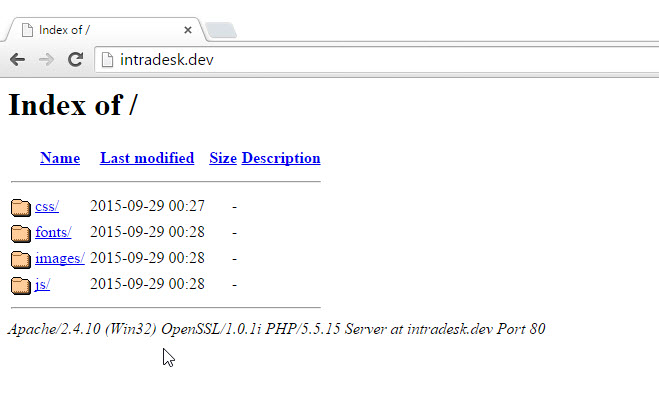 Index of /
intradesk.dev
Index of /
Name Last modified Size Description
css/ 2015-09-29 00:27 -
fonts/ 2015-09-29 00:28 -
images/ 2015-09-29 00:28 -
js/ 2015-09-29 00:28 -
Apache/2.4.10 (Win32) OpenSSL/1.0.1i PHP/5.5.15 Server at intradesk.dev Port 80